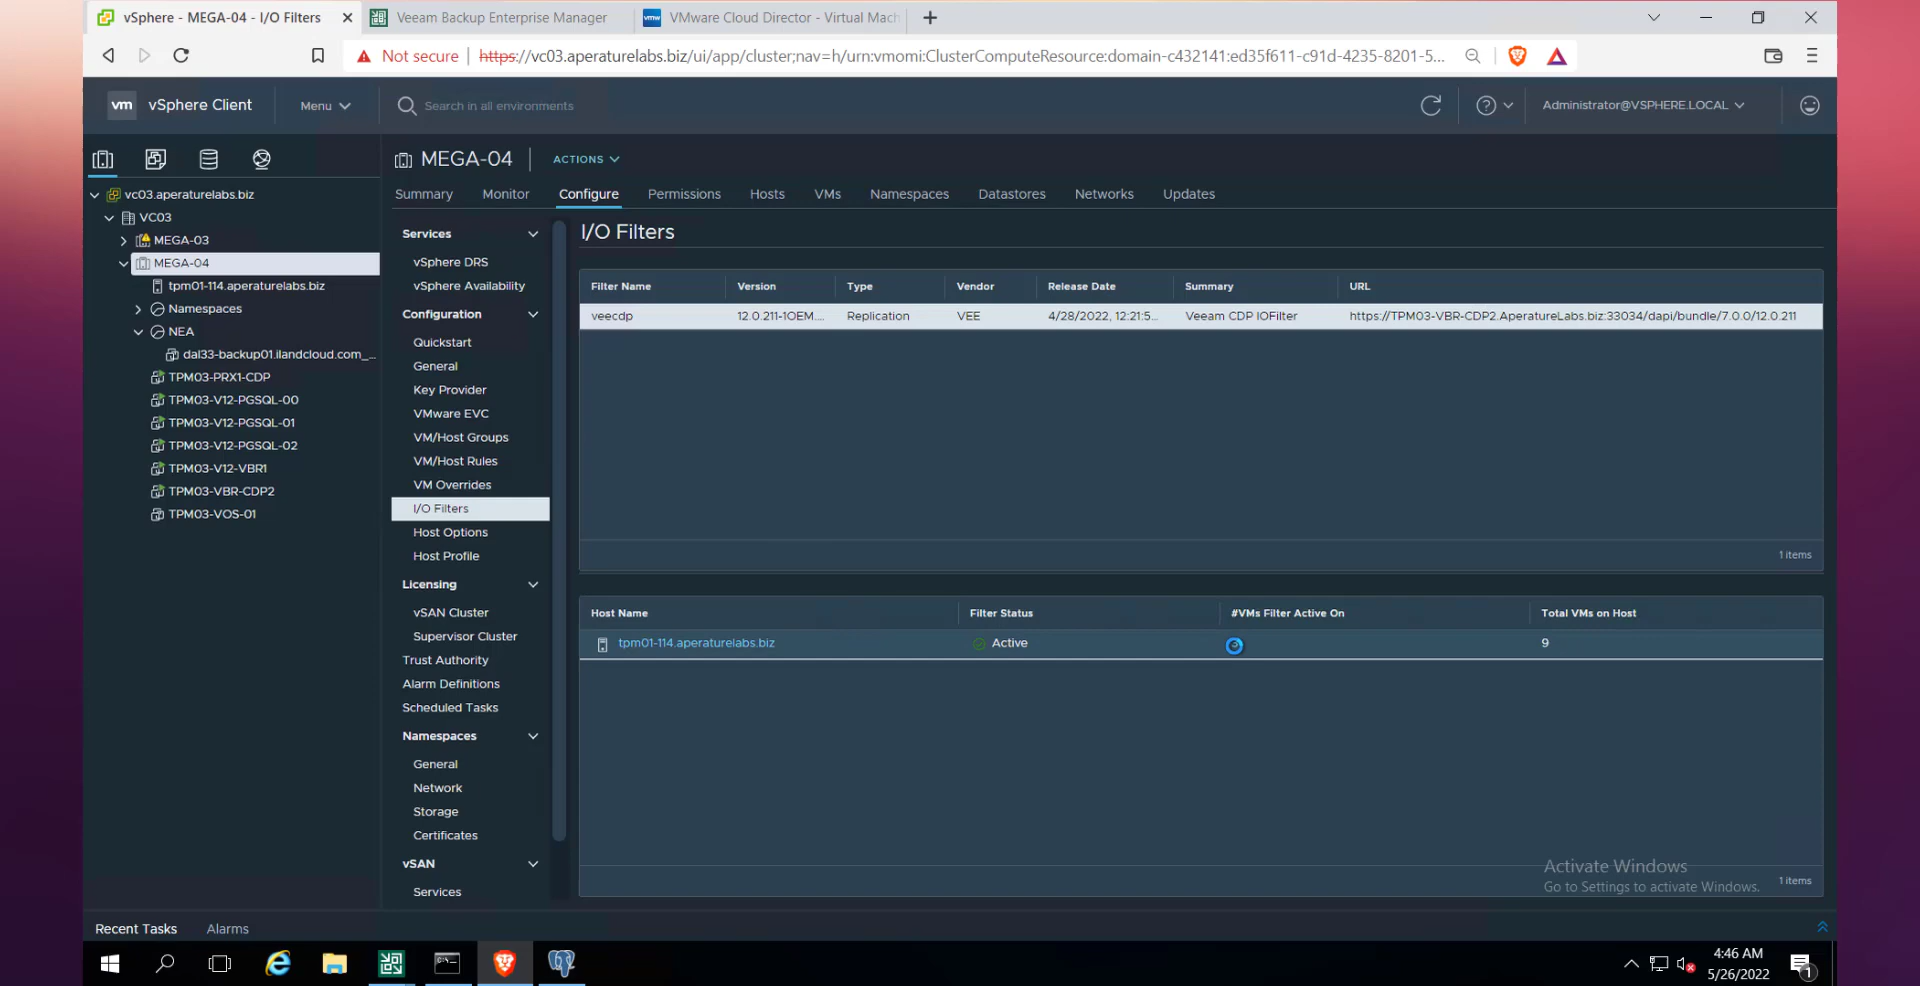 vSphere - MEGA-04 - I/O Filters
Veeam Backup Enterprise Manager
VMware Cloud Director - Virtual Mach
Not secure
https://vc03.aperaturelabs.biz/ui/app/cluster;nav=h/urn:vmomi:ClusterComputeResource:domain-c432141:ed35f611-c91d-4235-8201-5...
vm vSphere Client
Menu
Search in all environments
Administrator@VSPHERE.LOCAL
MEGA-04
ACTIONS
Summary
Monitor
Configure
Permissions
Hosts
VMs
Namespaces
Datastores
Networks
Updates
vc03.aperaturelabs.biz
VC03
MEGA-03
MEGA-04
tpm01-114.aperaturelabs.biz
Namespaces
NEA
dal33-backup01.ilandcloud.com_...
TPM03-PRX1-CDP
TPM03-V12-PGSQL-00
TPM03-V12-PGSQL-01
TPM03-V12-PGSQL-02
TPM03-V12-VBR1
TPM03-VBR-CDP2
TPM03-VOS-01
Services
vSphere DRS
vSphere Availability
Configuration
Quickstart
General
Key Provider
VMware EVC
VM/Host Groups
VM/Host Rules
VM Overrides
I/O Filters
Host Options
Host Profile
Licensing
vSAN Cluster
Supervisor Cluster
Trust Authority
Alarm Definitions
Scheduled Tasks
Namespaces
General
Network
Storage
Certificates
vSAN
Services
I/O Filters
Filter Name Version Type Vendor Release Date Summary URL
veecdp 12.0.211-1OEM.... Replication VEE 4/28/2022, 12:21:5... Veeam CDP IOFilter https://TPM03-VBR-CDP2.AperatureLabs.biz:33034/dapi/bundle/7.0.0/12.0.211
1 items
Host Name Filter Status #VMs Filter Active On Total VMs on Host
tpm01-114.aperaturelabs.biz Active 9
Activate Windows
Go to Settings to activate Windows.
1 items
Recent Tasks
Alarms
4:46 AM
5/26/2022
1